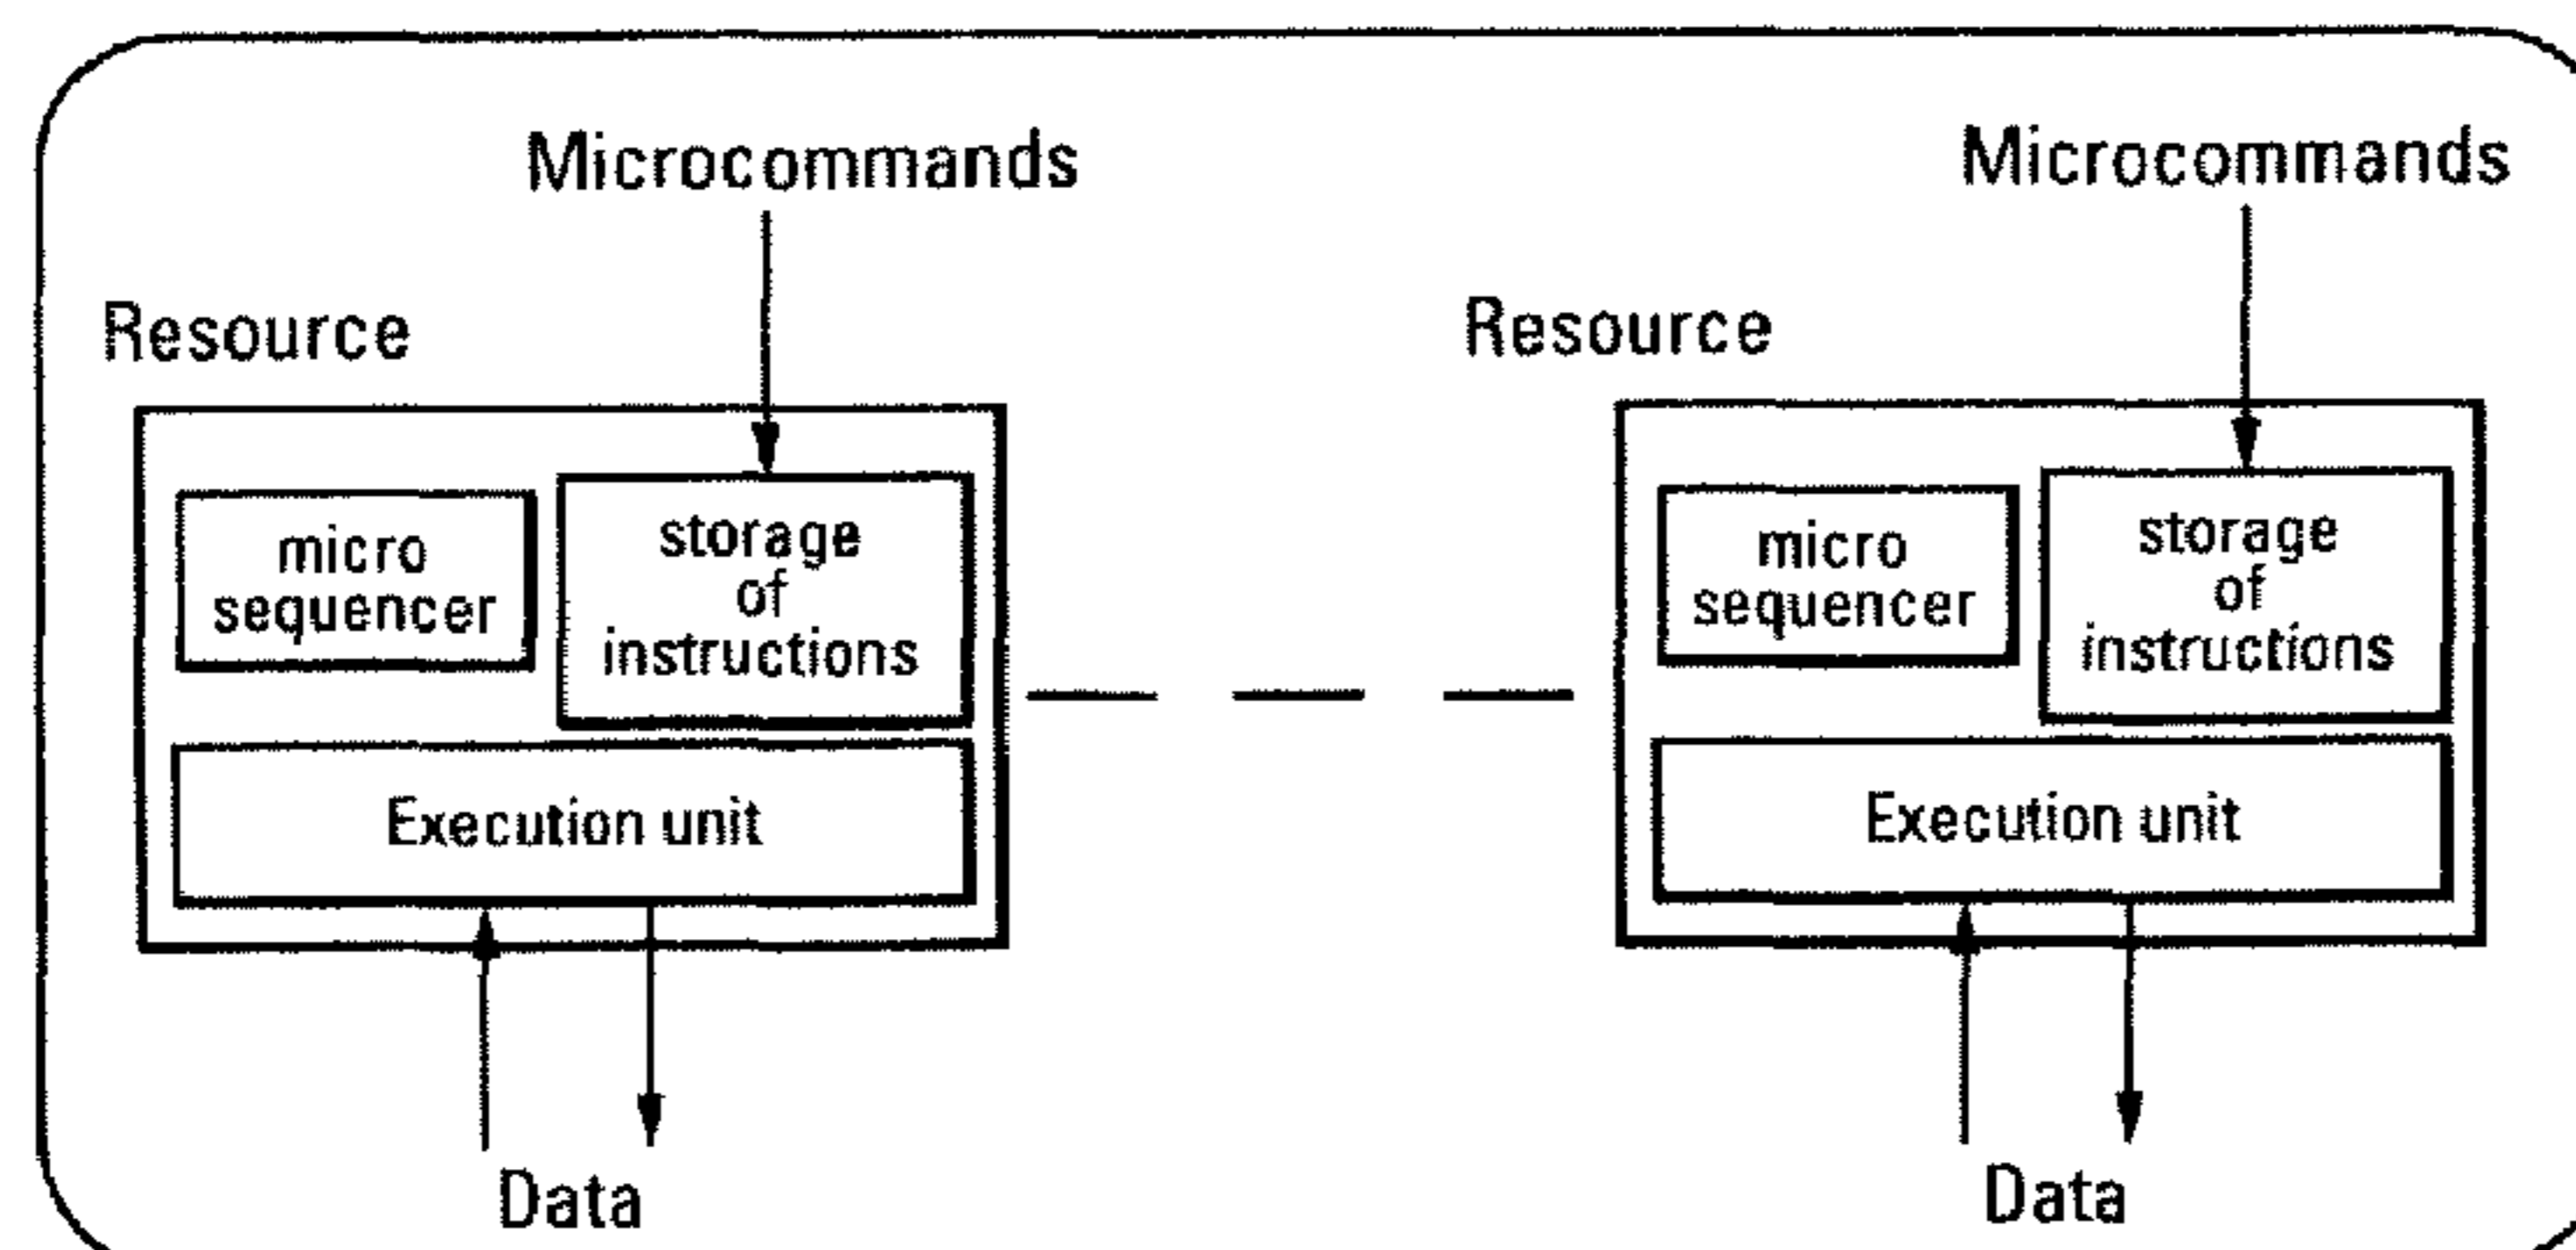 Microcommands
Microcommands
Resource
Resource
micro
sequencer
storage
of
instructions
micro
sequencer
storage
of
instructions
Execution unit
Execution unit
Data
Data